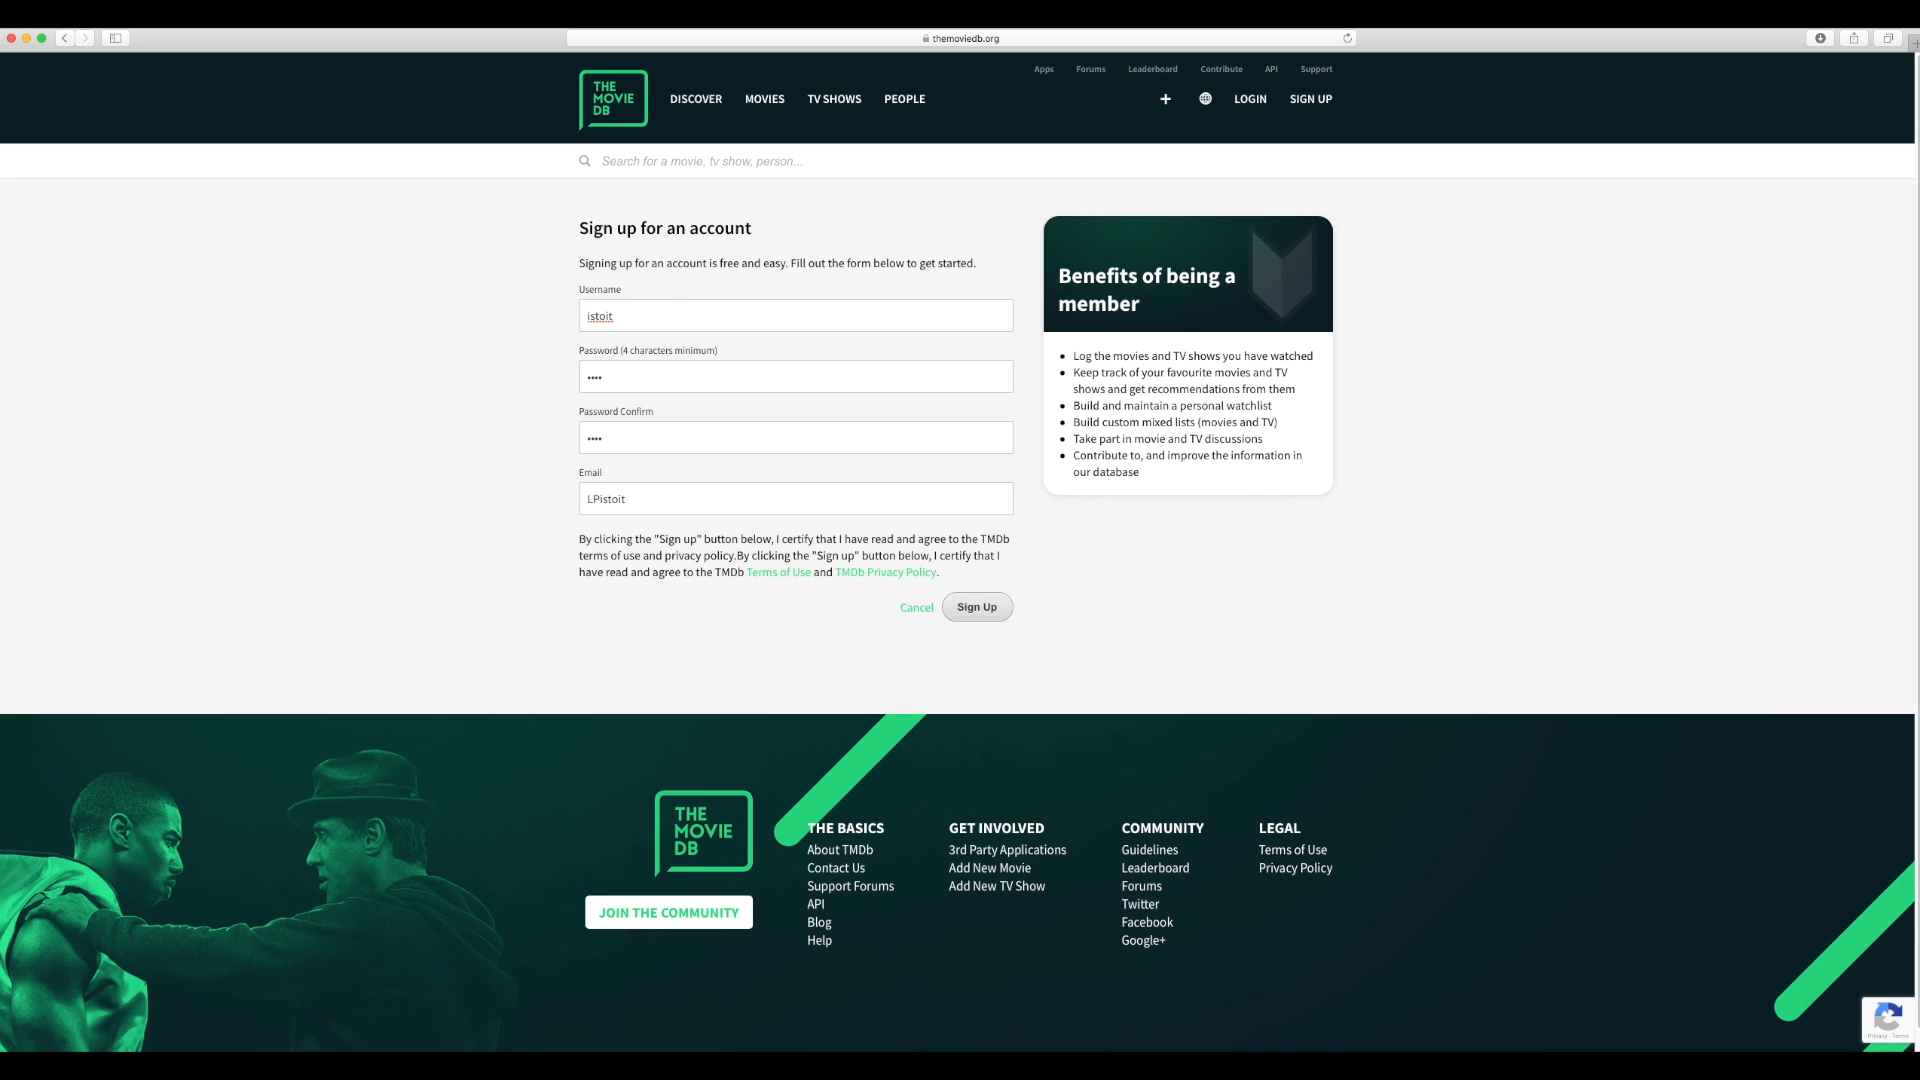 themoviedb.org
Apps Forums Leaderboard Contribute API Support
THE
MOVIE
DB
DISCOVER MOVIES TV SHOWS PEOPLE
+ LOGIN SIGN UP
Search for a movie, tv show, person...
Sign up for an account
Signing up for an account is free and easy. Fill out the form below to get started.
Username
istoit
Password (4 characters minimum)
••••
Password Confirm
••••
Email
LPistoit
By clicking the "Sign up" button below, I certify that I have read and agree to the TMDb
terms of use and privacy policy.By clicking the "Sign up" button below, I certify that I
have read and agree to the TMDb Terms of Use and TMDb Privacy Policy.
Cancel Sign Up
Benefits of being a
member
• Log the movies and TV shows you have watched
• Keep track of your favourite movies and TV
shows and get recommendations from them
• Build and maintain a personal watchlist
• Build custom mixed lists (movies and TV)
• Take part in movie and TV discussions
• Contribute to, and improve the information in
our database
THE
MOVIE
DB
JOIN THE COMMUNITY
THE BASICS
About TMDb
Contact Us
Support Forums
API
Blog
Help
GET INVOLVED
3rd Party Applications
Add New Movie
Add New TV Show
COMMUNITY
Guidelines
Leaderboard
Forums
Twitter
Facebook
Google+
LEGAL
Terms of Use
Privacy Policy
Privacy - Terms